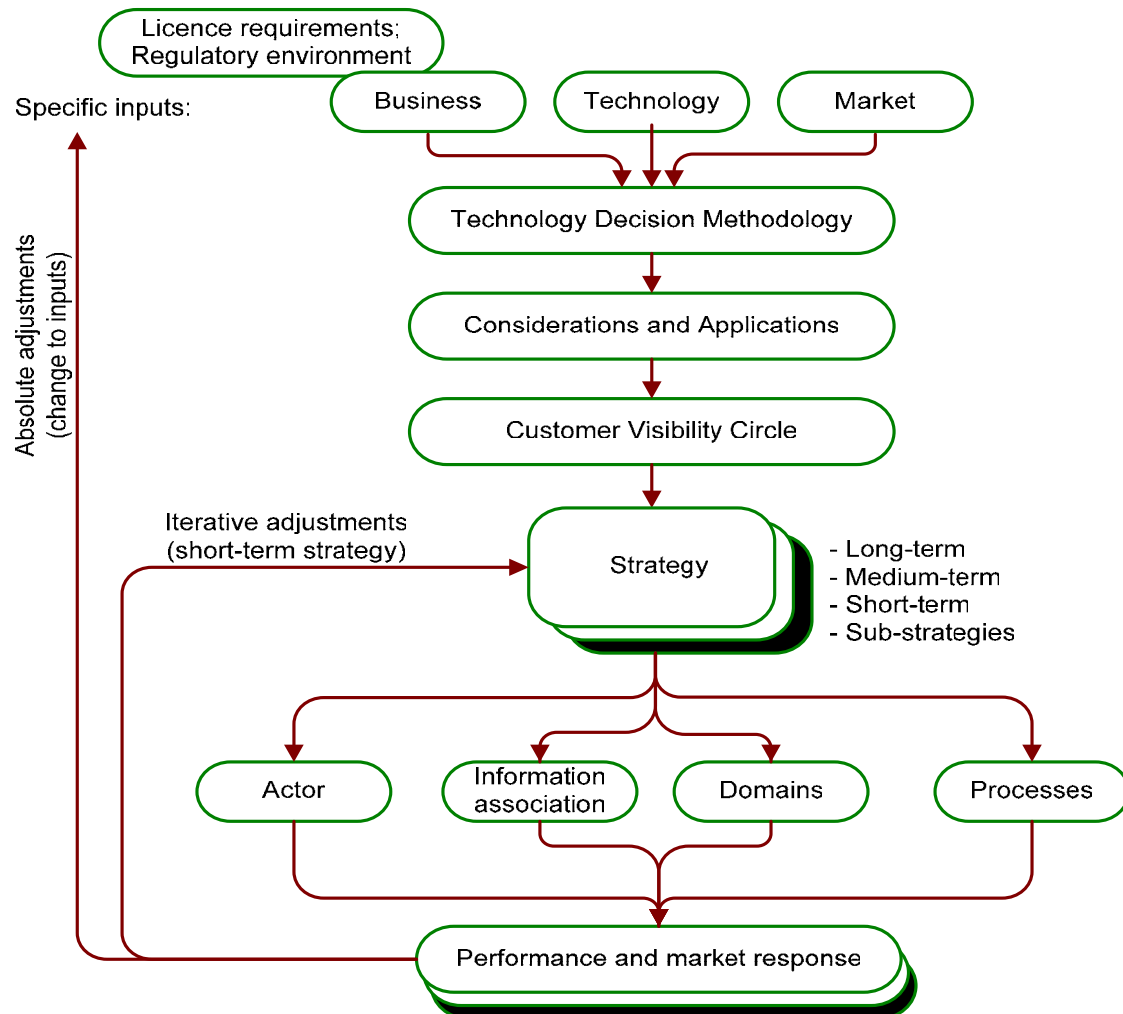 Licence requirements;
Regulatory environment
Specific inputs:
Business
Technology
Market
Technology Decision Methodology
Absolute adjustments
(change to inputs)
Considerations and Applications
Customer Visibility Circle
Iterative adjustments
(short-term strategy)
Strategy
- Long-term
- Medium-term
- Short-term
- Sub-strategies
Actor
Information
association
Domains
Processes
Performance and market response